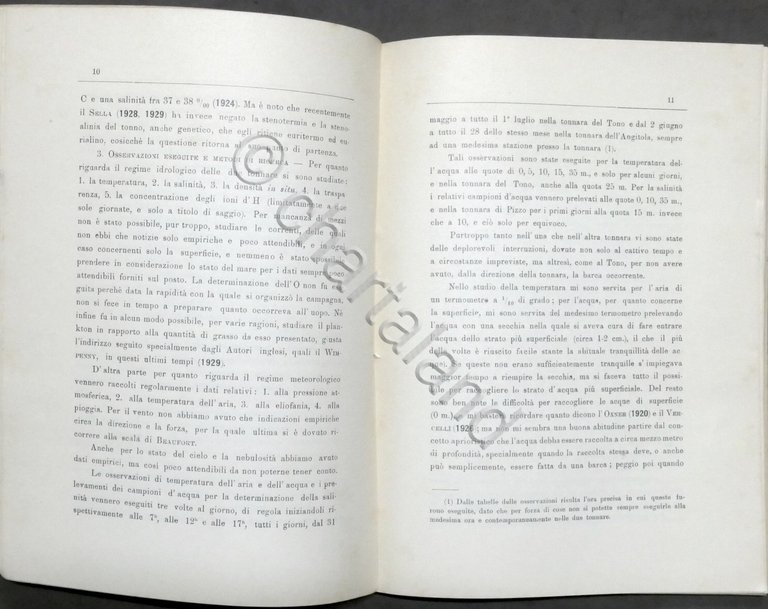 10
C e una salinità fra 37 e 38 º/₀₀ (1924). Ma è noto che recentemente
il SELLA (1928, 1929) ha invece negato la stenotermia e la steno-
alinia del tonno, anche genetico, che egli ritiene euritermo ed eu-
rialino, cosicchè la questione ritorna al suo punto di partenza.
3. OSSERVAZIONI ESEGUITE E METODI DI — Per quanto
riguarda il regime idrologico delle due tonnare si sono studiate:
1. la temperatura, 2. la salinità, 3. la densità in situ, 4. la traspa-
renza, 5. la concentrazione degli ioni d'H (limitatamente a due
sole giornate, e solo a titolo di saggio). Per mancanza di mezzi
non è stato possibile, pur troppo, studiare le correnti, delle quali
non ebbi che notizie solo empiriche e poco attendibili, e in ogni
caso concernenti solo la superficie, e nemmeno è stato possibile
prendere in considerazione lo stato del mare per i dati sempre poco
attendibili forniti sul posto. La determinazione dell'O non fu ese-
guita perchè data la rapidità con la quale si organizzò la campagna,
non si fece in tempo a preparare quanto occorreva all'uopo. Nè
infine fu in alcun modo possibile, per varie ragioni, studiare il plan-
kton in rapporto alla quantità di grasso da esso presentato, giusta
l'indirizzo seguito specialmente dagli Autori inglesi, quali il WIM-
PENNY, in questi ultimi tempi (1929).
D'altra parte per quanto riguarda il regime meteorologico
vennero raccolti regolarmente i dati relativi: 1. alla pressione at-
mosferica, 2. alla temperatura dell'aria, 3. alla eliofania, 4. alla
pioggia. Per il vento non abbiamo avuto che indicazioni empiriche
circa la direzione e la forza, per la quale ultima si è dovuto ri-
correre alla scala di BEAUFORT.
Anche per lo stato del cielo e la nebulosità abbiamo avuto
dati empirici, ma così poco attendibili da non poterne tener conto.
Le osservazioni di temperatura dell'aria e dell'acqua e i pre-
levamenti dei campioni d'acqua per la determinazione della sali-
nità vennero eseguiti tre volte al giorno, di regola iniziandoli ri-
spettivamente alle 7ʰ, alle 12ʰ e alle 17ʰ, tutti i giorni, dal 31
11
maggio a tutto il 1° luglio nella tonnara del Tono e dal 2 giugno
a tutto il 28 dello stesso mese nella tonnara dell'Angitola, sempre
ad una medesima stazione presso la tonnara (1).
Tali osservazioni sono state eseguite per la temperatura del-
l'acqua alle quote di 0, 5, 10, 15, 35 m., e solo per alcuni giorni,
e nella tonnara del Tono, anche alla quota 25 m. Per la salinità
i relativi campioni d'acqua vennero prelevati alle quote 0, 10, 35 m.,
e nella tonnara di Pizzo per i primi giorni alla quota 15 m. invece
che a 10, e ciò solo per equivoco.
Purtroppo tanto nell'una che nell'altra tonnara vi sono state
delle deplorevoli interruzioni, dovute non solo al cattivo tempo e
a circostanze impreviste, ma altresì, come al Tono, per non avere
avuto, dalla direzione della tonnara, la barca occorrente.
Nello studio della temperatura mi sono servita per l'aria di
un termometro a ¹/₁₀ di grado; per l'acqua, per quanto concerne
la superficie, mi sono servita del medesimo termometro prelevando
l'acqua con una secchia nella quale si aveva cura di fare entrare
l'acqua dello strato più superficiale (circa 1-2 cm.), il che il più
delle volte è riuscito facile stante la abituale tranquillità delle ac-
que; se queste non erano sufficientemente tranquille s'impiegava
maggior tempo a riempire la secchia, ma si faceva tutto il possi-
bile per raccogliere lo strato d'acqua più superficiale. Del resto
sono ben note le difficoltà per raccogliere le acque di superficie
(0 m.), e mi basterà ricordare quanto dicono l'OXNER (1920) e il VER-
CELLI; ma non mi sembra una buona abitudine partire dal con-
cetto aprioristico che l'acqua debba essere raccolta a circa mezzo metro
di profondità, specialmente quando la raccolta stessa deve, o anche
può semplicemente, essere fatta da una barca; peggio poi quando
(1) Dalle tabelle dalle osservazioni risulta l'ora precisa in cui queste fu-
rono eseguite, dato che per forza di cose non si potette sempre eseguirle alla
medesima ora e contemporaneamente nelle due tonnare.
© chartaland